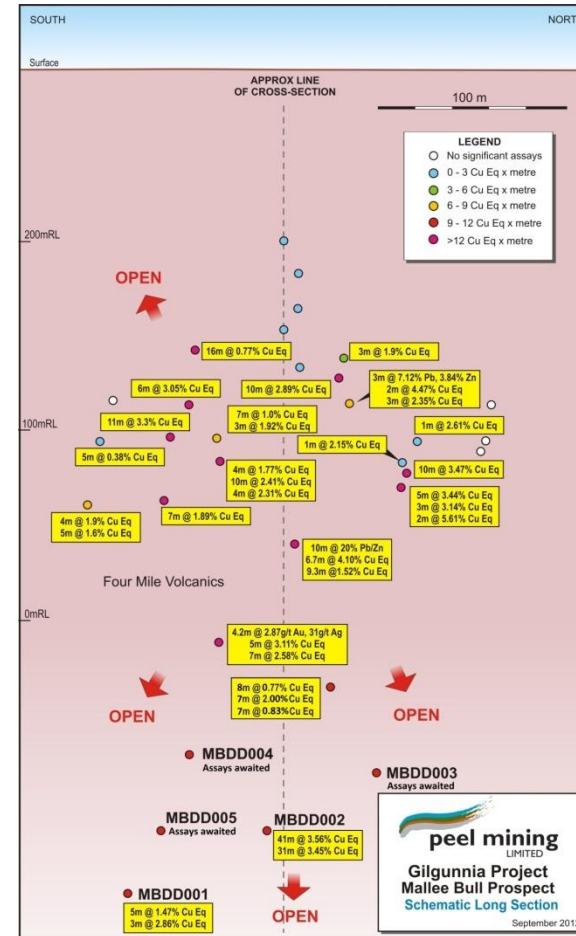 SOUTH
NORT
Surface
APPROX LINE
OF CROSS-SECTION
100 m
LEGEND
No significant assays
0 - 3 Cu Eq x metre
3 - 6 Cu Eq x metre
6 - 9 Cu Eq x metre
9 - 12 Cu Eq x metre
>12 Cu Eq x metre
200mRL
OPEN
16m @ 0.77% Cu Eq
3m @ 1.9% Cu Eq
3m @ 7.12% Pb, 3.84% Zn
2m @ 4.47% Cu Eq
3m @ 2.35% Cu Eq
6m @ 3.05% Cu Eq
10m @ 2.89% Cu Eq
7m @ 1.0% Cu Eq
3m @ 1.92% Cu Eq
11m @ 3.3% Cu Eq
1m @ 2.61% Cu Eq
100mRL
1m @ 2.15% Cu Eq
5m @ 0.38% Cu Eq
10m @ 3.47% Cu Eq
4m @ 1.77% Cu Eq
10m @ 2.41% Cu Eq
4m @ 2.31% Cu Eq
5m @ 3.44% Cu Eq
3m @ 3.14% Cu Eq
2m @ 5.61% Cu Eq
4m @ 1.9% Cu Eq
5m @ 1.6% Cu Eq
7m @ 1.89% Cu Eq
10m @ 20% Pb/Zn
6.7m @ 4.10% Cu Eq
9.3m @1.52% Cu Eq
Four Mile Volcanics
0mRL
4.2m @ 2.87g/t Au, 31g/t Ag
5m @ 3.11% Cu Eq
7m @ 2.58% Cu Eq
8m @ 0.77% Cu Eq
7m @ 2.00% Cu Eq
7m @ 0.83% Cu Eq
OPEN
OPEN
MBDD004
Assays awaited
MBDD003
Assays awaited
MBDD005
Assays awaited
MBDD002
41m @ 3.56% Cu Eq
31m @ 3.45% Cu Eq
MBDD001
5m @ 1.47% Cu Eq
3m @ 2.86% Cu Eq
OPEN
peel mining
LIMITED
Gilgunnia Project
Mallee Bull Prospect
Schematic Long Section
September 201